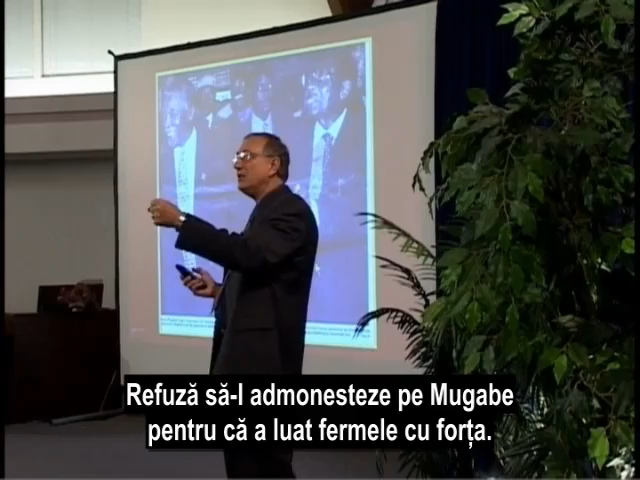 Refuză să-l admonesteze pe Mugabe
pentru că a luat fermele cu forța.